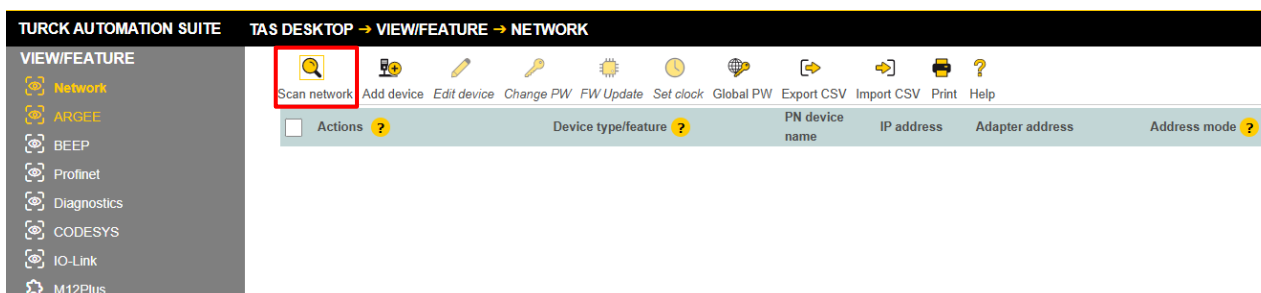 TURCK AUTOMATION SUITE
TAS DESKTOP → VIEW/FEATURE → NETWORK
VIEW/FEATURE
Network
ARGEE
BEEP
Profinet
Diagnostics
CODESYS
IO-Link
M12Plus
Scan network Add device Edit device Change PW FW Update Set clock Global PW Export CSV Import CSV Print Help
Actions ? Device type/feature ? PN device name IP address Adapter address Address mode ?